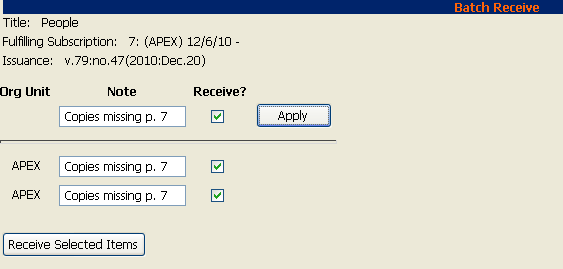 Batch Receive
Title: People
Fulfilling Subscription: 7: (APEX) 12/6/10 -
Issuance: v.79:no.47(2010:Dec.20)
Org Unit Note Receive?
Copies missing p. 7 Apply
APEX Copies missing p. 7
APEX Copies missing p. 7
Receive Selected Items